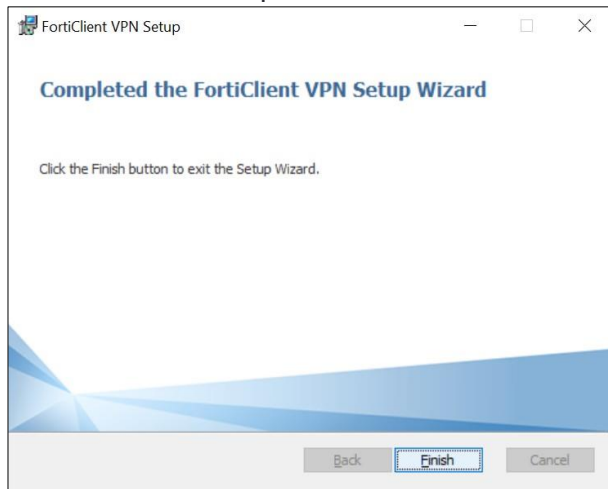 FortiClient VPN Setup
Completed the FortiClient VPN Setup Wizard
Click the Finish button to exit the Setup Wizard.
Back Finish Cancel